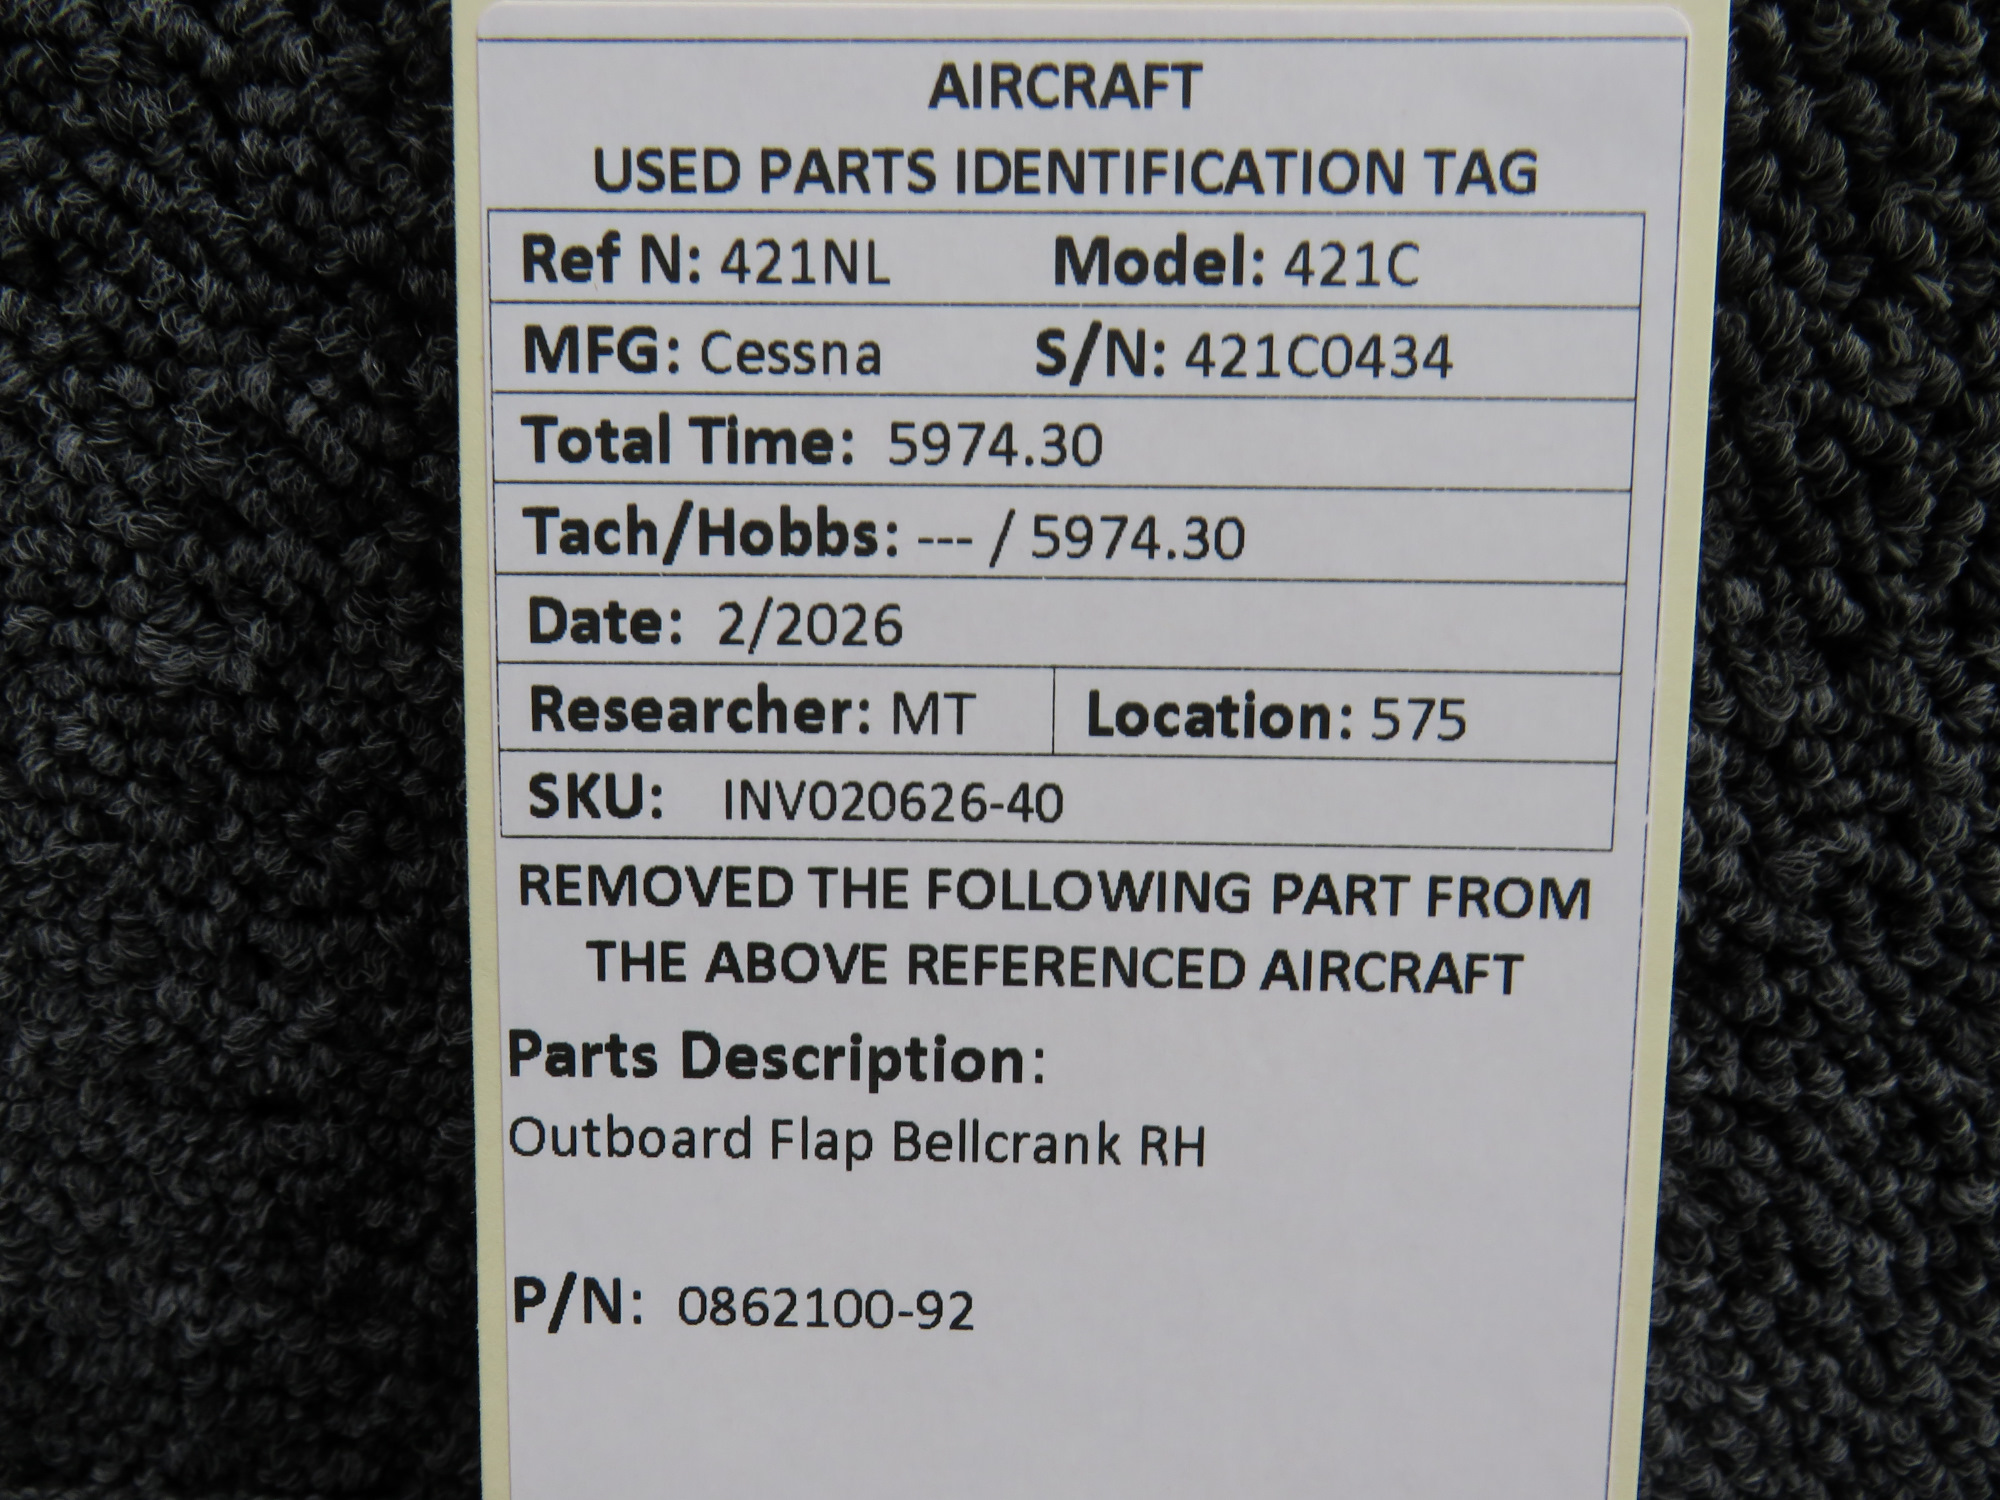 AIRCRAFT
USED PARTS IDENTIFICATION TAG
Ref N: 421NL Model: 421C
MFG: Cessna S/N: 421C0434
Total Time: 5974.30
Tach/Hobbs: --- / 5974.30
Date: 2/2026
Researcher: MT Location: 575
SKU: INV020626-40
REMOVED THE FOLLOWING PART FROM
THE ABOVE REFERENCED AIRCRAFT
Parts Description:
Outboard Flap Bellcrank RH
P/N: 0862100-92